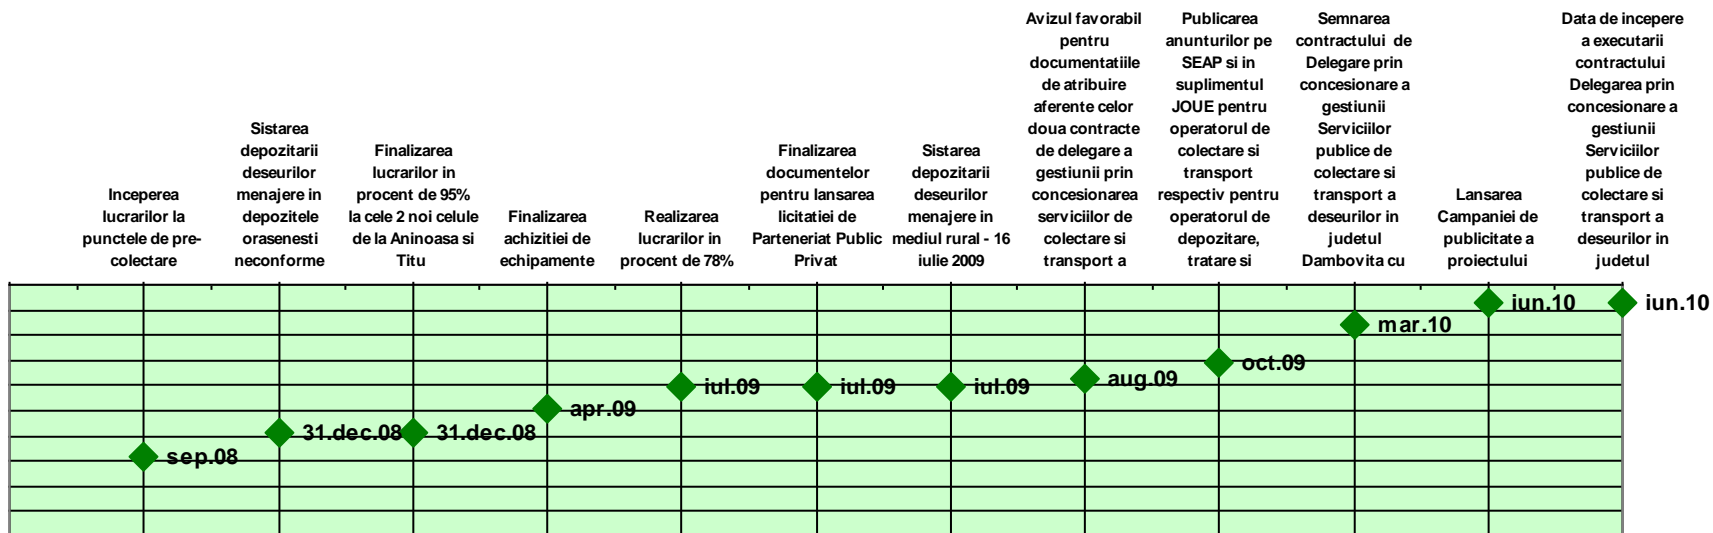 Inceperea
lucrarilor la
punctele de pre-
colectare
Sistarea
depozitarii
deseurilor
menajere in
depozitele
orasenesti
neconforme
Finalizarea
lucrarilor in
procent de 95%
la cele 2 noi celule
de la Aninoasa si
Titu
Finalizarea
achizitiei de
echipamente
Realizarea
lucrarilor in
procent de 78%
Finalizarea
documentelor
pentru lansarea
licitatiei de
Parteneriat Public
Privat
Sistarea
depozitarii
deseurilor
menajere in
mediul rural - 16
iulie 2009
Avizul favorabil
pentru
documentatiile
de atribuire
aferente celor
doua contracte
de delegare a
gestiunii prin
concesionarea
serviciilor de
colectare si
transport a
Publicarea
anunturilor pe
SEAP si in
suplimentul
JOUE pentru
operatorul de
colectare si
transport
respectiv pentru
operatorul de
depozitare,
tratare si
Semnarea
contractului de
Delegare prin
concesionare a
gestiunii
Serviciilor
publice de
colectare si
transport a
deseurilor in
judetul
Dambovita cu
Lansarea
Campaniei de
publicitate a
proiectului
Data de incepere
a executarii
contractului
Delegarea prin
concesionare a
gestiunii
Serviciilor
publice de
colectare si
transport a
deseurilor in
judetul
sep.08
31.dec.08
31.dec.08
apr.09
iul.09
iul.09
iul.09
aug.09
oct.09
mar.10
iun.10
iun.10